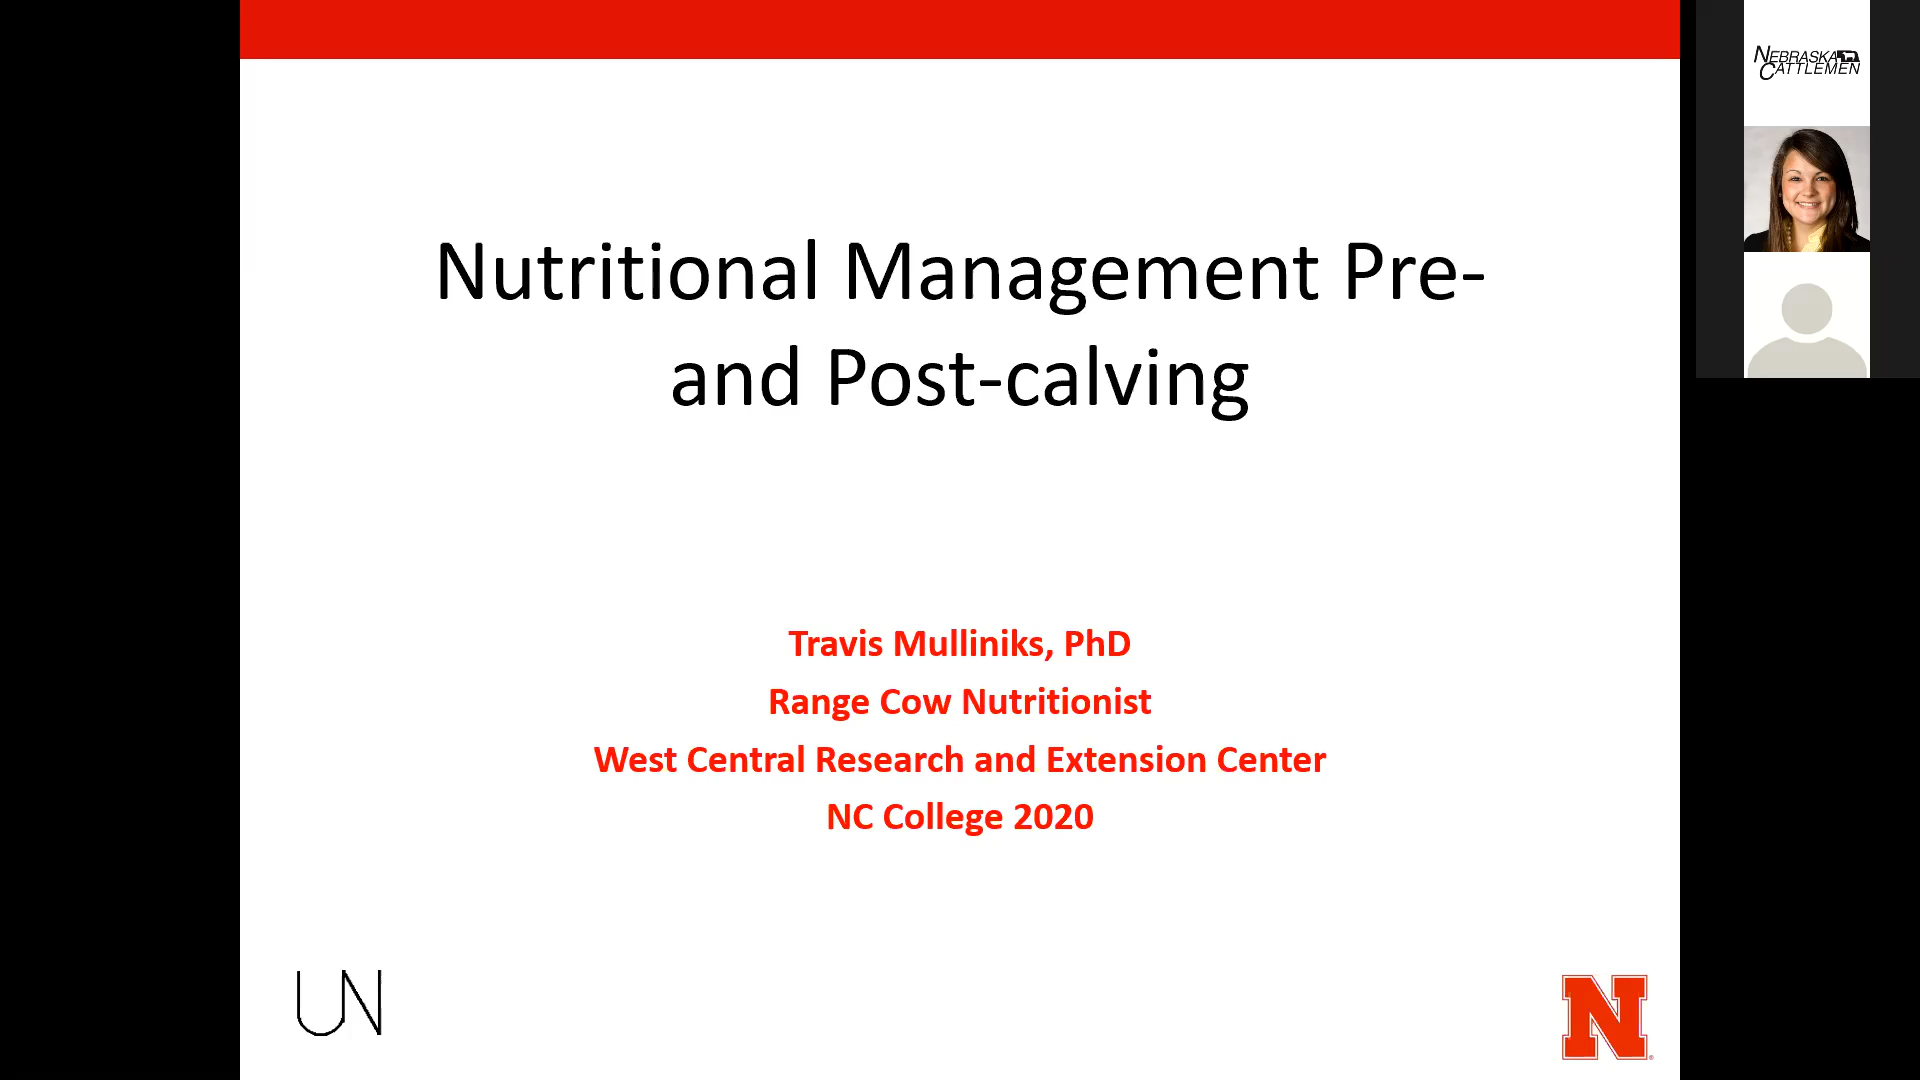 Nutritional Management Pre-
and Post-calving
Travis Mulliniks, PhD
Range Cow Nutritionist
West Central Research and Extension Center
NC College 2020
UN
N
NEBRASKA
CATTLEMEN